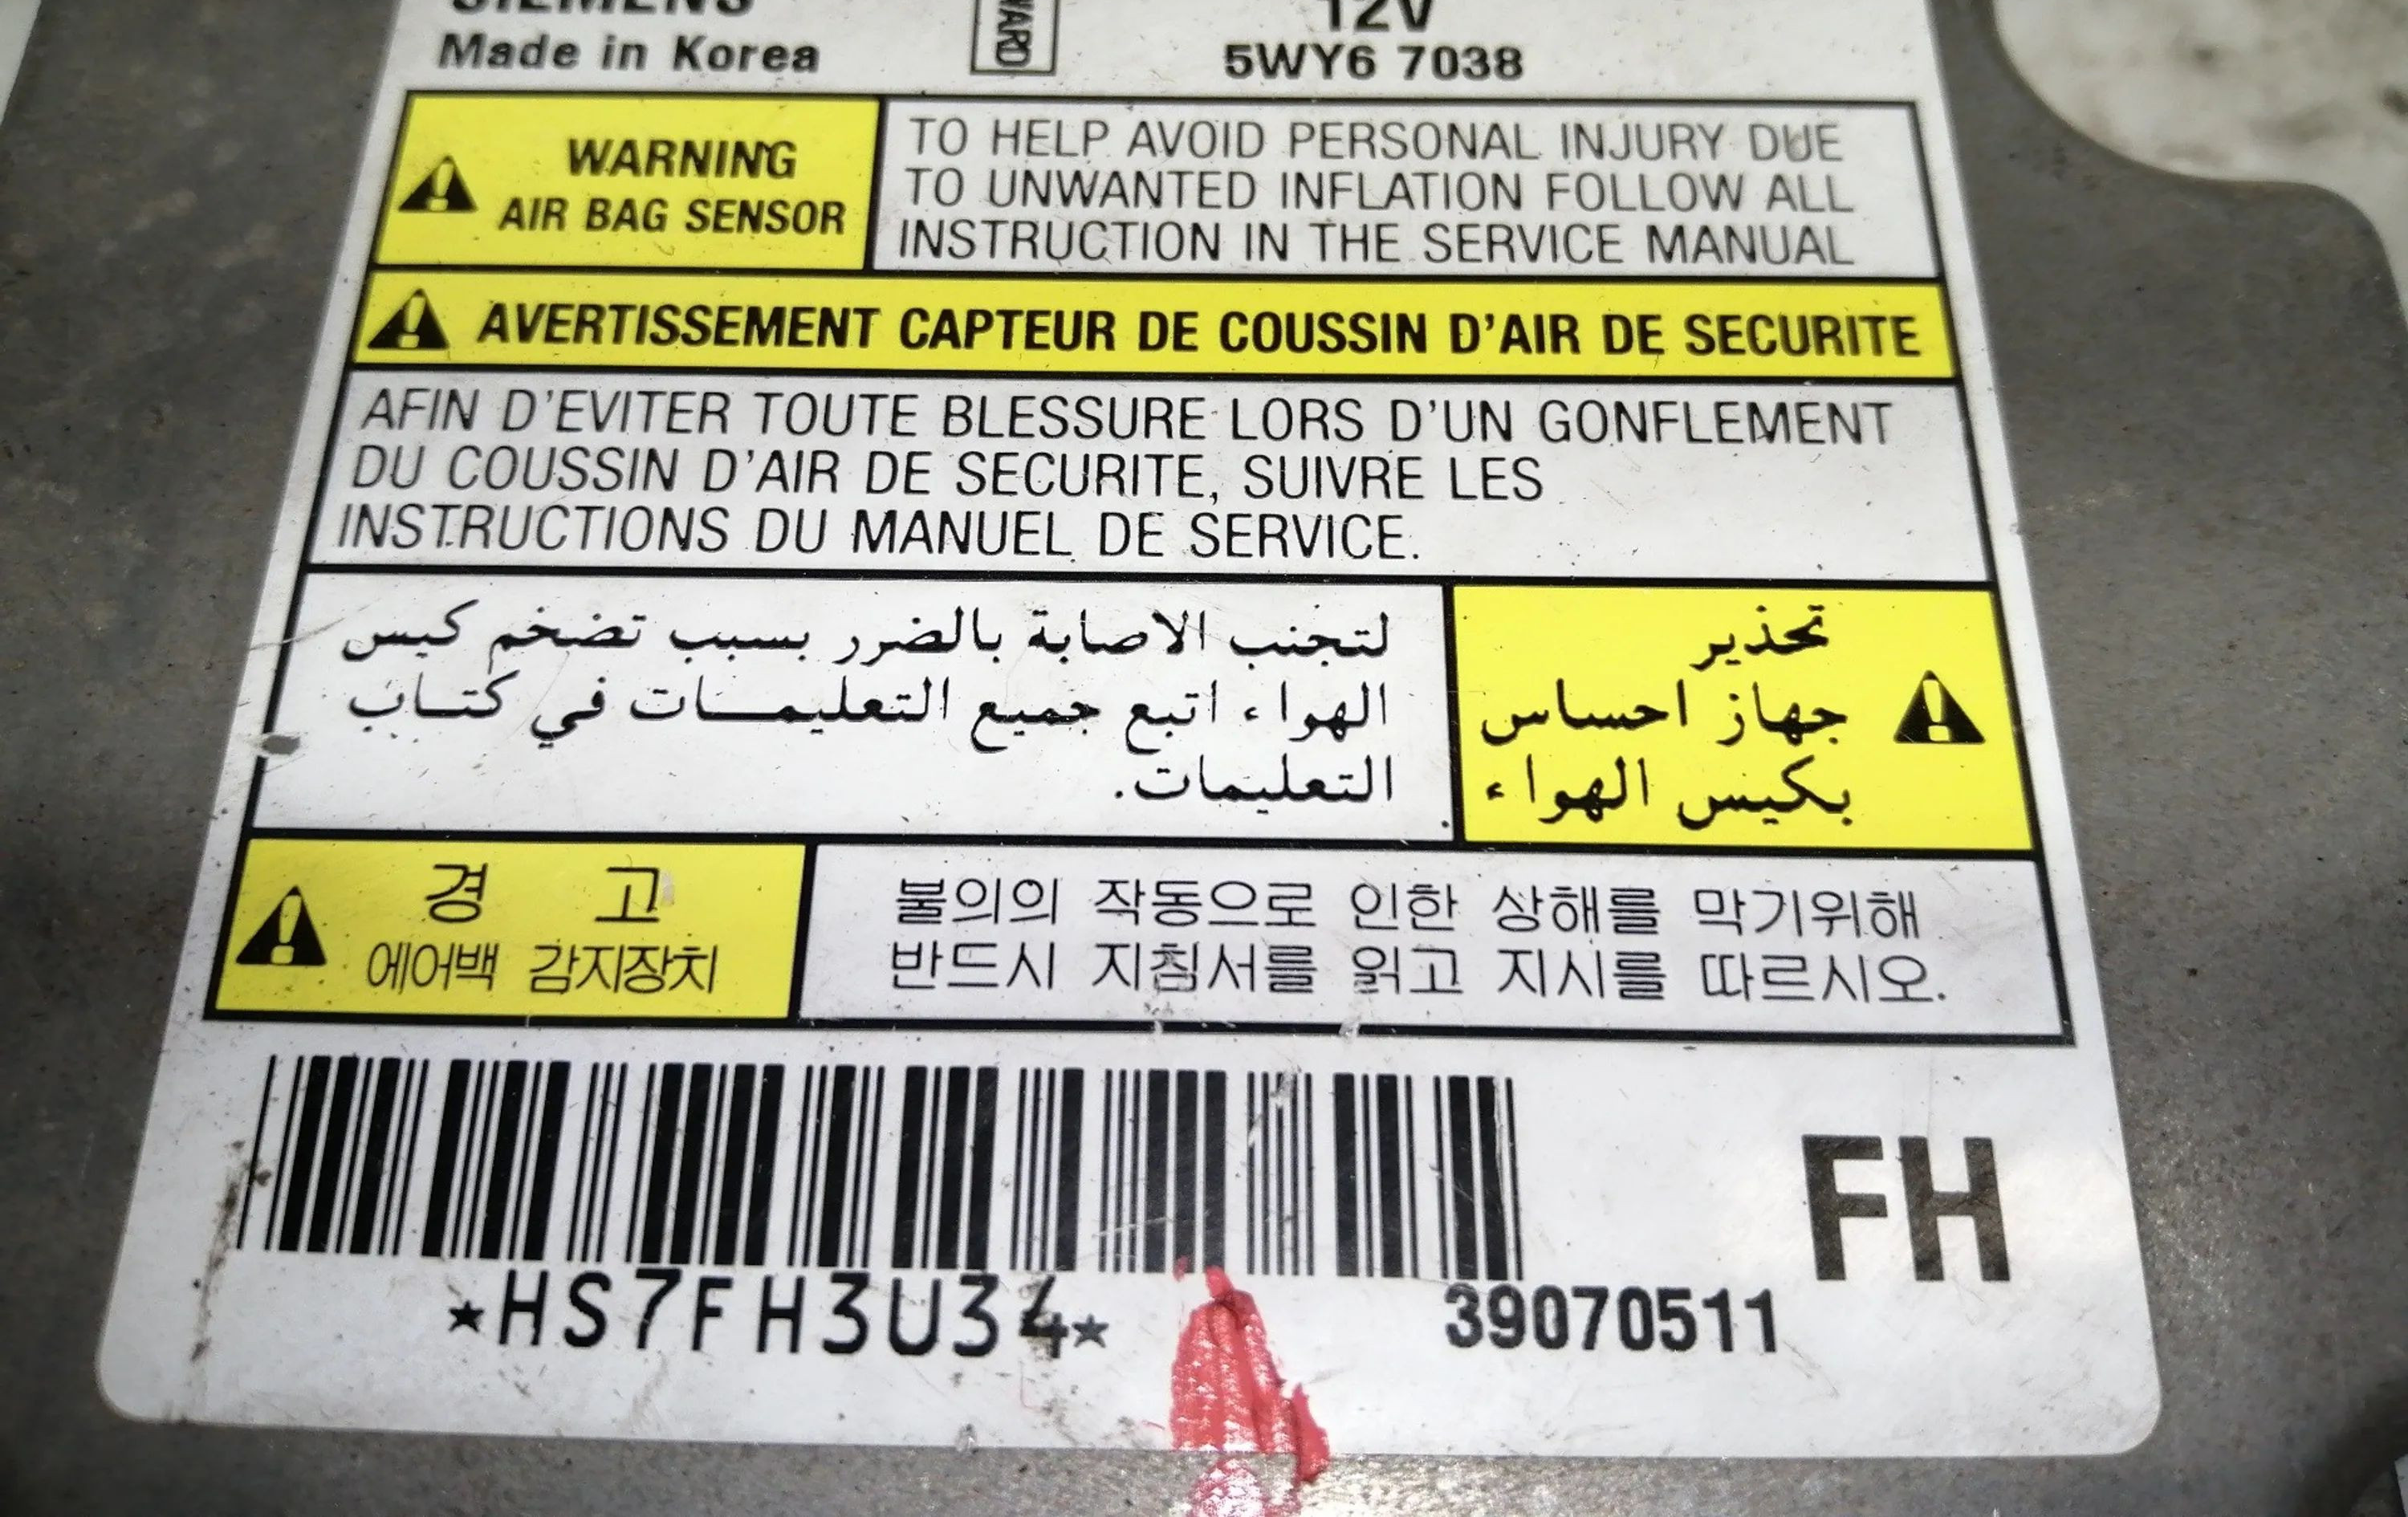 SIEMENS
Made in Korea
WARD
12V
5WY6 7038
WARNING
AIR BAG SENSOR
TO HELP AVOID PERSONAL INJURY DUE
TO UNWANTED INFLATION FOLLOW ALL
INSTRUCTION IN THE SERVICE MANUAL
AVERTISSEMENT CAPTEUR DE COUSSIN D'AIR DE SECURITE
AFIN D'EVITER TOUTE BLESSURE LORS D'UN GONFLEMENT
DU COUSSIN D'AIR DE SECURITE, SUIVRE LES
INSTRUCTIONS DU MANUEL DE SERVICE.
تحذير
جهاز احساس
بكيس الهواء
لتجنب الاصابة بالضرر بسبب تضخم كيس
الهواء اتبع جميع التعليمـــات في كتــاب
التعليمات.
경 고
에어백 감지장치
불의의 작동으로 인한 상해를 막기위해
반드시 지침서를 읽고 지시를 따르시오.
*HS7FH3U34*
39070511
FH